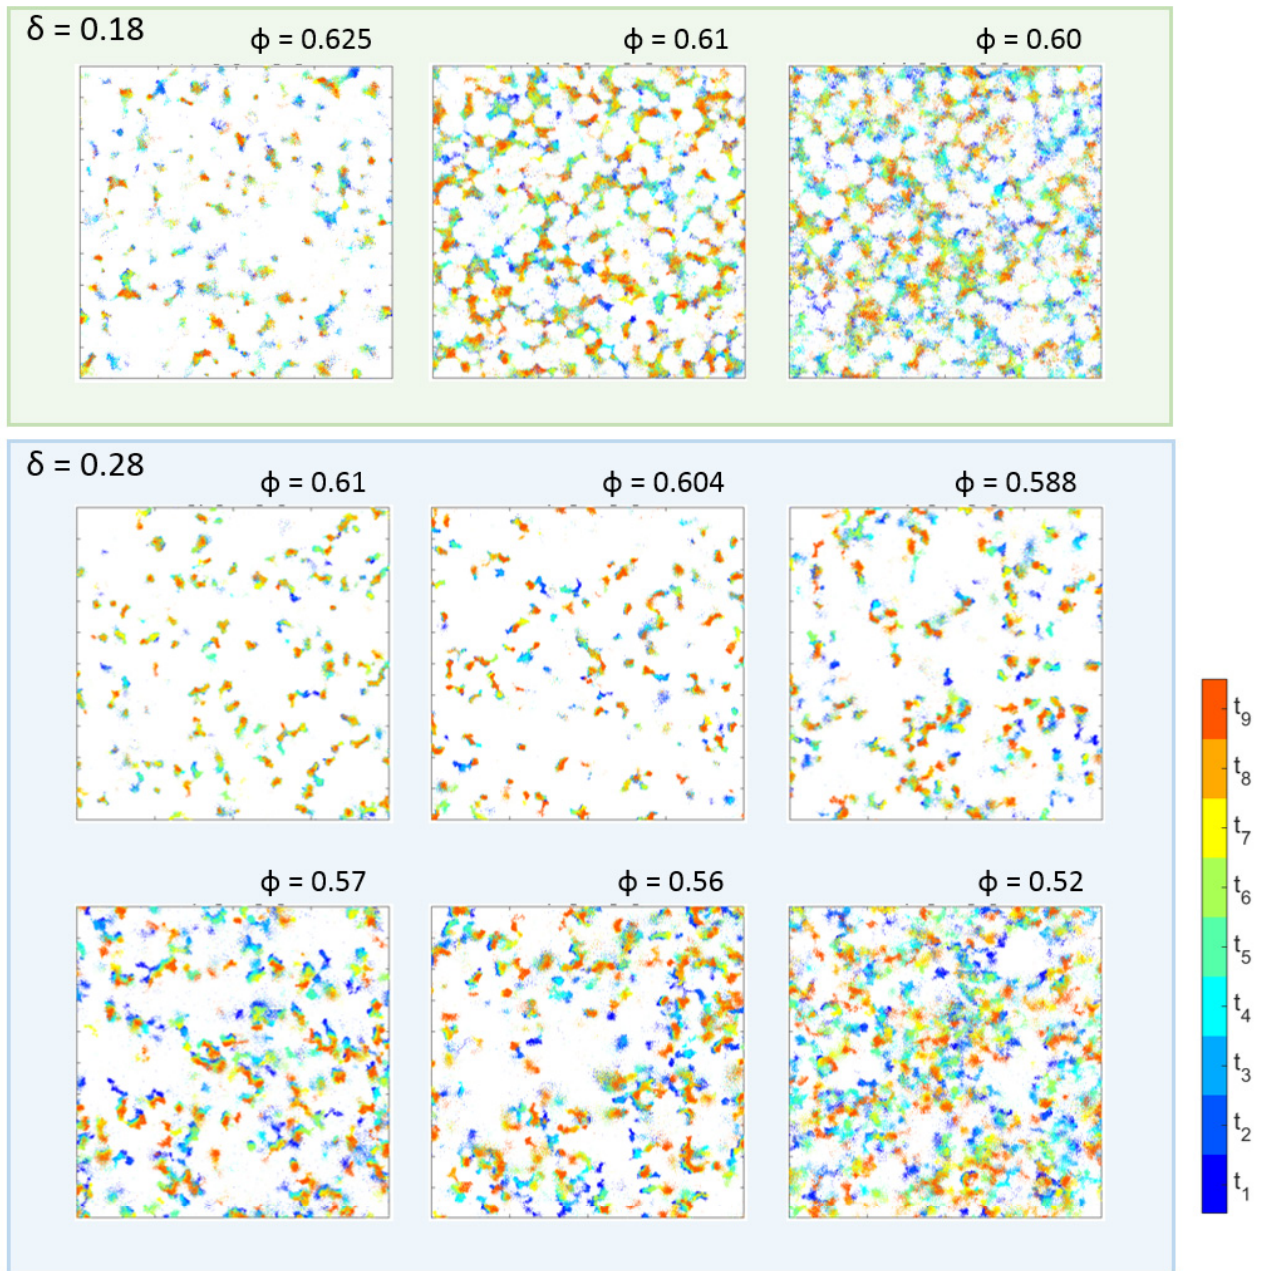 δ = 0.18
ϕ = 0.625
ϕ = 0.61
ϕ = 0.60
δ = 0.28
ϕ = 0.61
ϕ = 0.604
ϕ = 0.588
ϕ = 0.57
ϕ = 0.56
ϕ = 0.52
t9
t8
t7
t6
t5
t4
t3
t2
t1